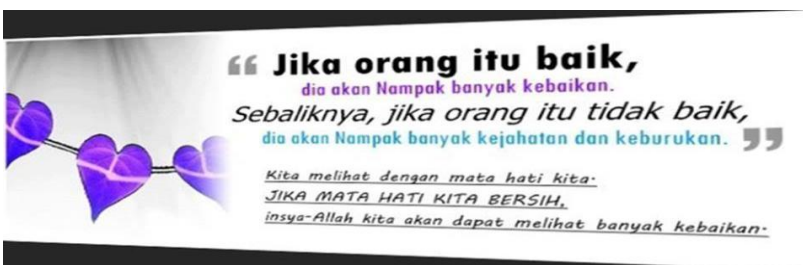 “ Jika orang itu baik,
dia akan Nampak banyak kebaikan.
Sebaliknya, jika orang itu tidak baik,
dia akan Nampak banyak kejahatan dan keburukan. ”
Kita melihat dengan mata hati kita.
JIKA MATA HATI KITA BERSIH,
insya-Allah kita akan dapat melihat banyak kebaikan.